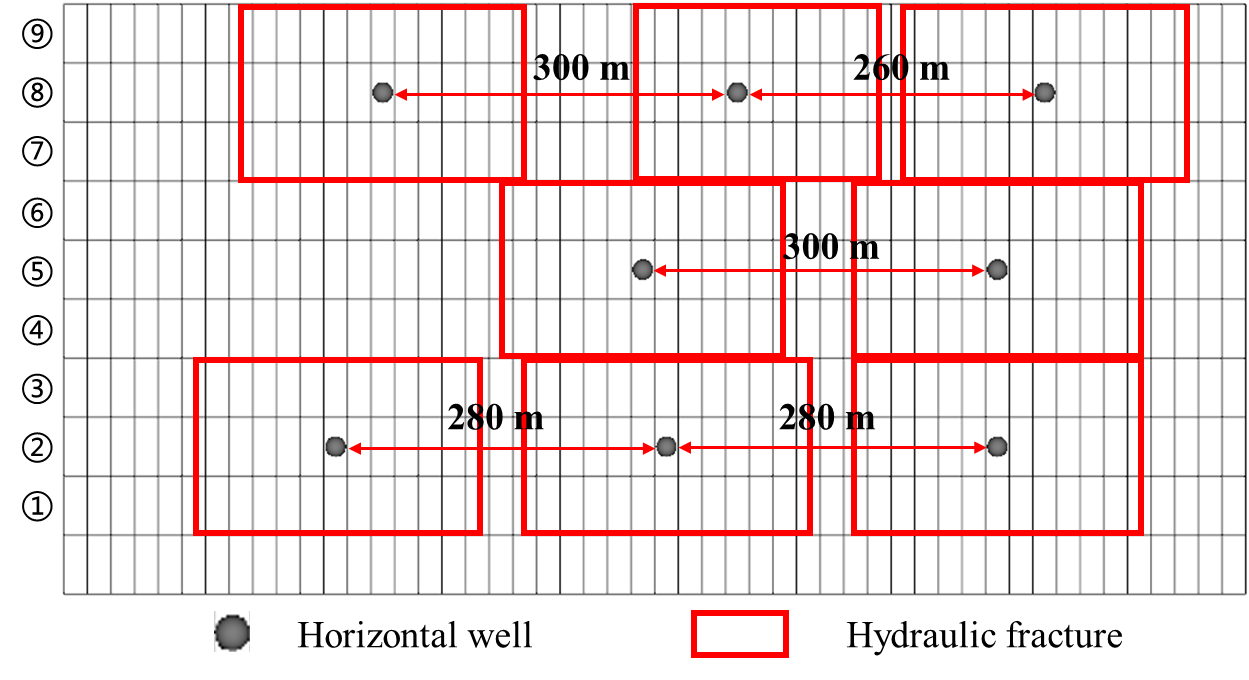 ⑨
300 m 260 m
⑧
⑦
⑥
300 m
⑤
④
③
280 m 280 m
②
①
Horizontal well Hydraulic fracture